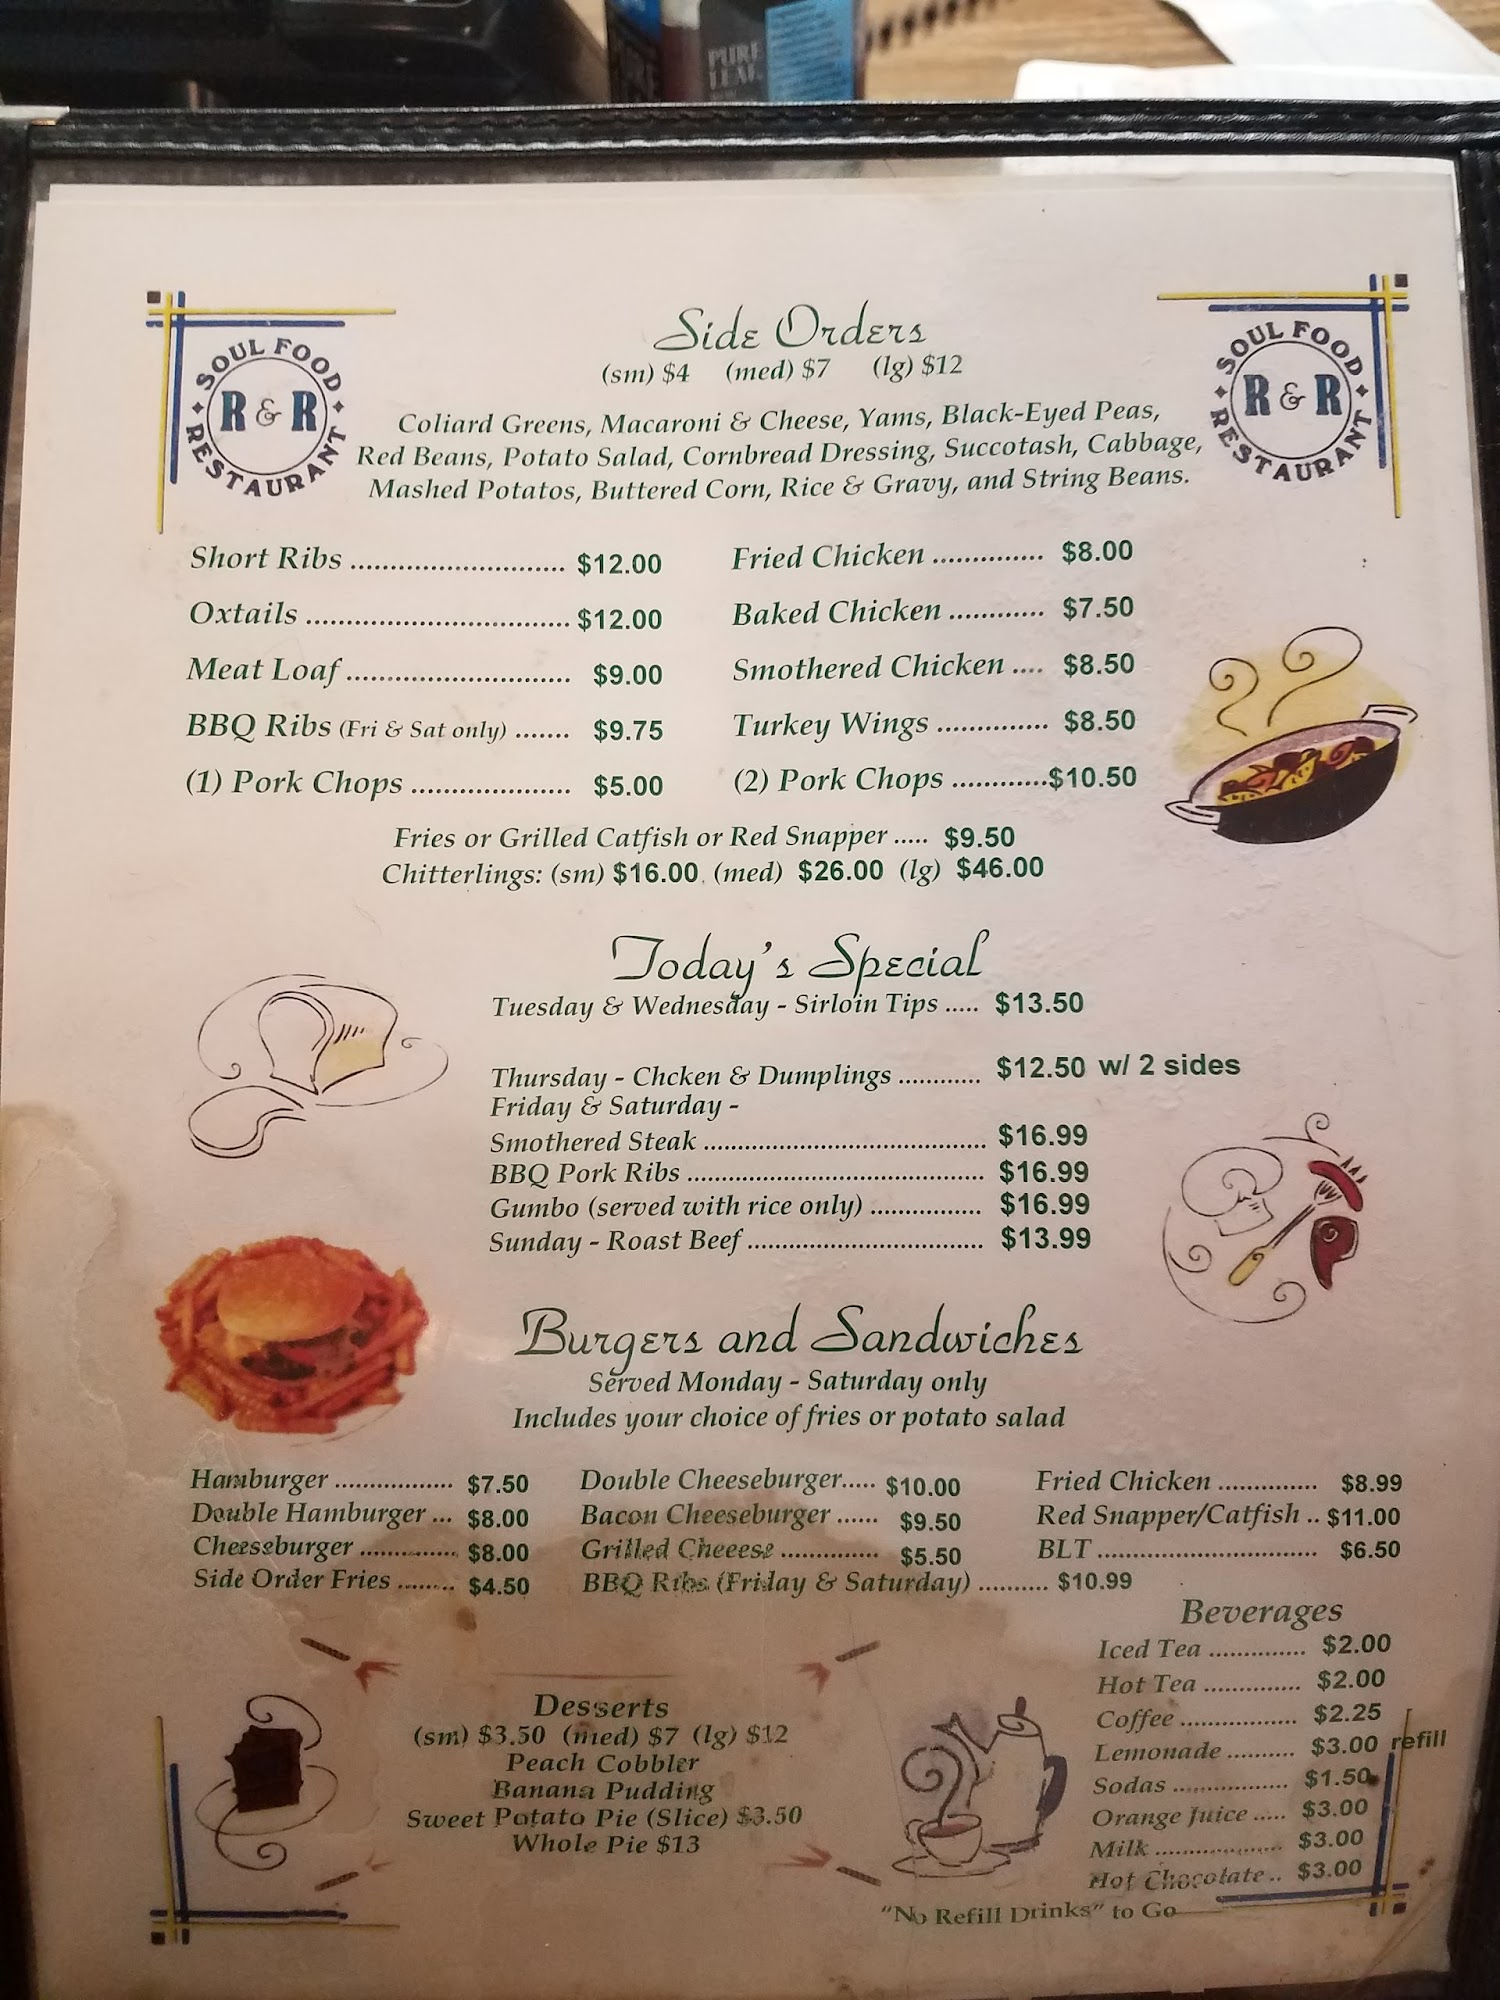 PURE
LEAF
SOUL FOOD
R & R
RESTAURANT
Side Orders
(sm) $4 (med) $7 (lg) $12
SOUL FOOD
R & R
RESTAURANT
Coliard Greens, Macaroni & Cheese, Yams, Black-Eyed Peas,
Red Beans, Potato Salad, Cornbread Dressing, Succotash, Cabbage,
Mashed Potatos, Buttered Corn, Rice & Gravy, and String Beans.
Short Ribs ........................... $12.00
Oxtails ................................. $12.00
Meat Loaf ............................ $9.00
BBQ Ribs (Fri & Sat only) ....... $9.75
(1) Pork Chops .................... $5.00
Fried Chicken .............. $8.00
Baked Chicken ............ $7.50
Smothered Chicken .... $8.50
Turkey Wings .............. $8.50
(2) Pork Chops ............$10.50
Fries or Grilled Catfish or Red Snapper ..... $9.50
Chitterlings: (sm) $16.00 (med) $26.00 (lg) $46.00
Today's Special
Tuesday & Wednesday - Sirloin Tips ..... $13.50
Thursday - Chcken & Dumplings ............ $12.50 w/ 2 sides
Friday & Saturday -
Smothered Steak ........................................ $16.99
BBQ Pork Ribs .......................................... $16.99
Gumbo (served with rice only) ................ $16.99
Sunday - Roast Beef .................................. $13.99
Burgers and Sandwiches
Served Monday - Saturday only
Includes your choice of fries or potato salad
Hamburger .................. $7.50
Double Hamburger ... $8.00
Cheeseburger .............. $8.00
Side Order Fries ......... $4.50
Double Cheeseburger..... $10.00
Bacon Cheeseburger ...... $9.50
Grilled Cheeese .............. $5.50
BBQ Ribs (Friday & Saturday) .......... $10.99
Fried Chicken .............. $8.99
Red Snapper/Catfish .. $11.00
BLT ............................... $6.50
Desserts
(sm) $3.50 (med) $7 (lg) $12
Peach Cobbler
Banana Pudding
Sweet Potato Pie (Slice) $3.50
Whole Pie $13
Beverages
Iced Tea .............. $2.00
Hot Tea .............. $2.00
Coffee ................. $2.25
Lemonade .......... $3.00 refill
Sodas ................. $1.50
Orange Juice ..... $3.00
Milk .................. $3.00
Hot Chocolate .. $3.00
"No Refill Drinks" to Go